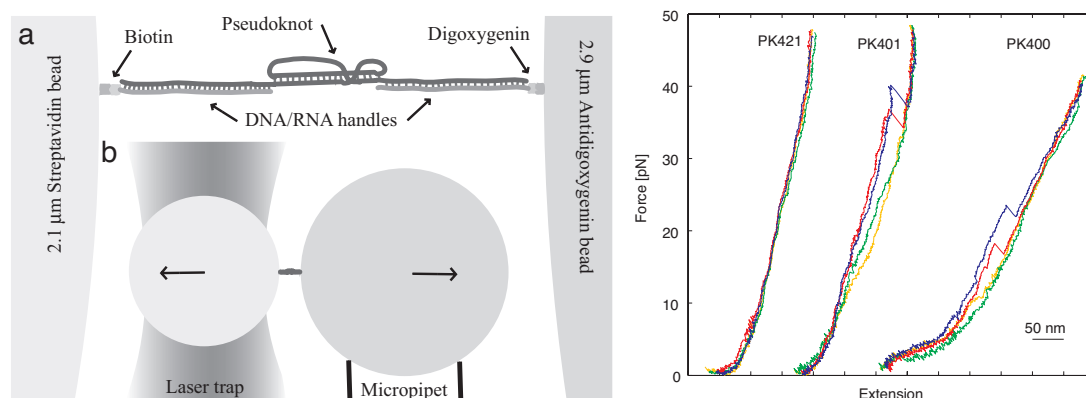 a
Pseudoknot
Biotin
Digoxygenin
2.1 μm Streptavidin bead
DNA/RNA handles
2.9 μm Antidigoxygenin bead
b
Laser trap
Micropipet
50
40
30
20
10
0
Force [pN]
PK421
PK401
PK400
50 nm
Extension